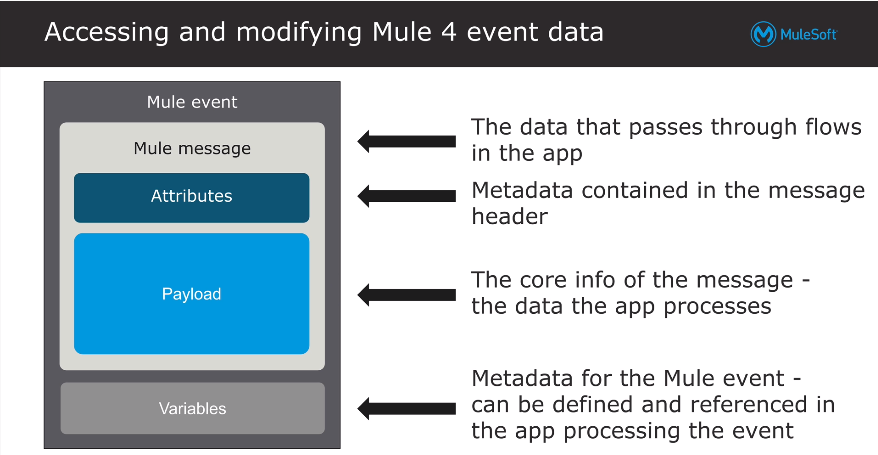 Accessing and modifying Mule 4 event data
MuleSoft
Mule event
Mule message
Attributes
Payload
Variables
The data that passes through flows
in the app
Metadata contained in the message
header
The core info of the message -
the data the app processes
Metadata for the Mule event -
can be defined and referenced in
the app processing the event